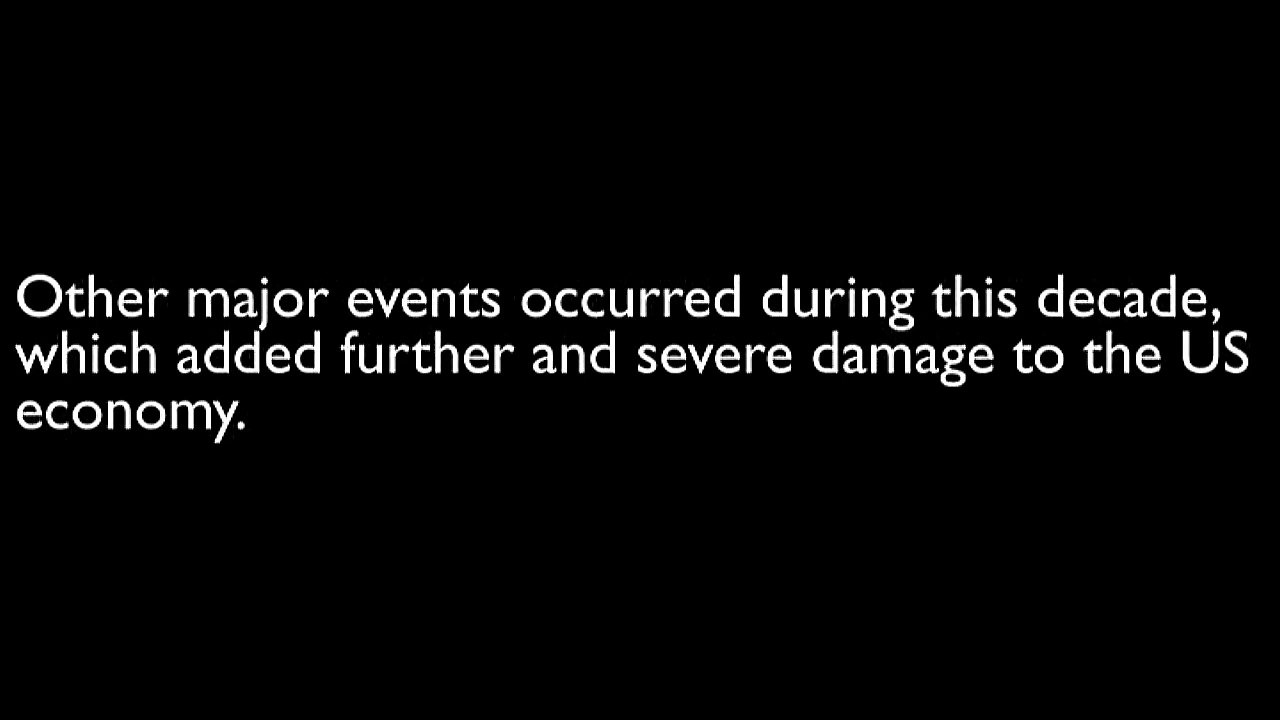 Other major events occurred during this decade,
which added further and severe damage to the US
economy.